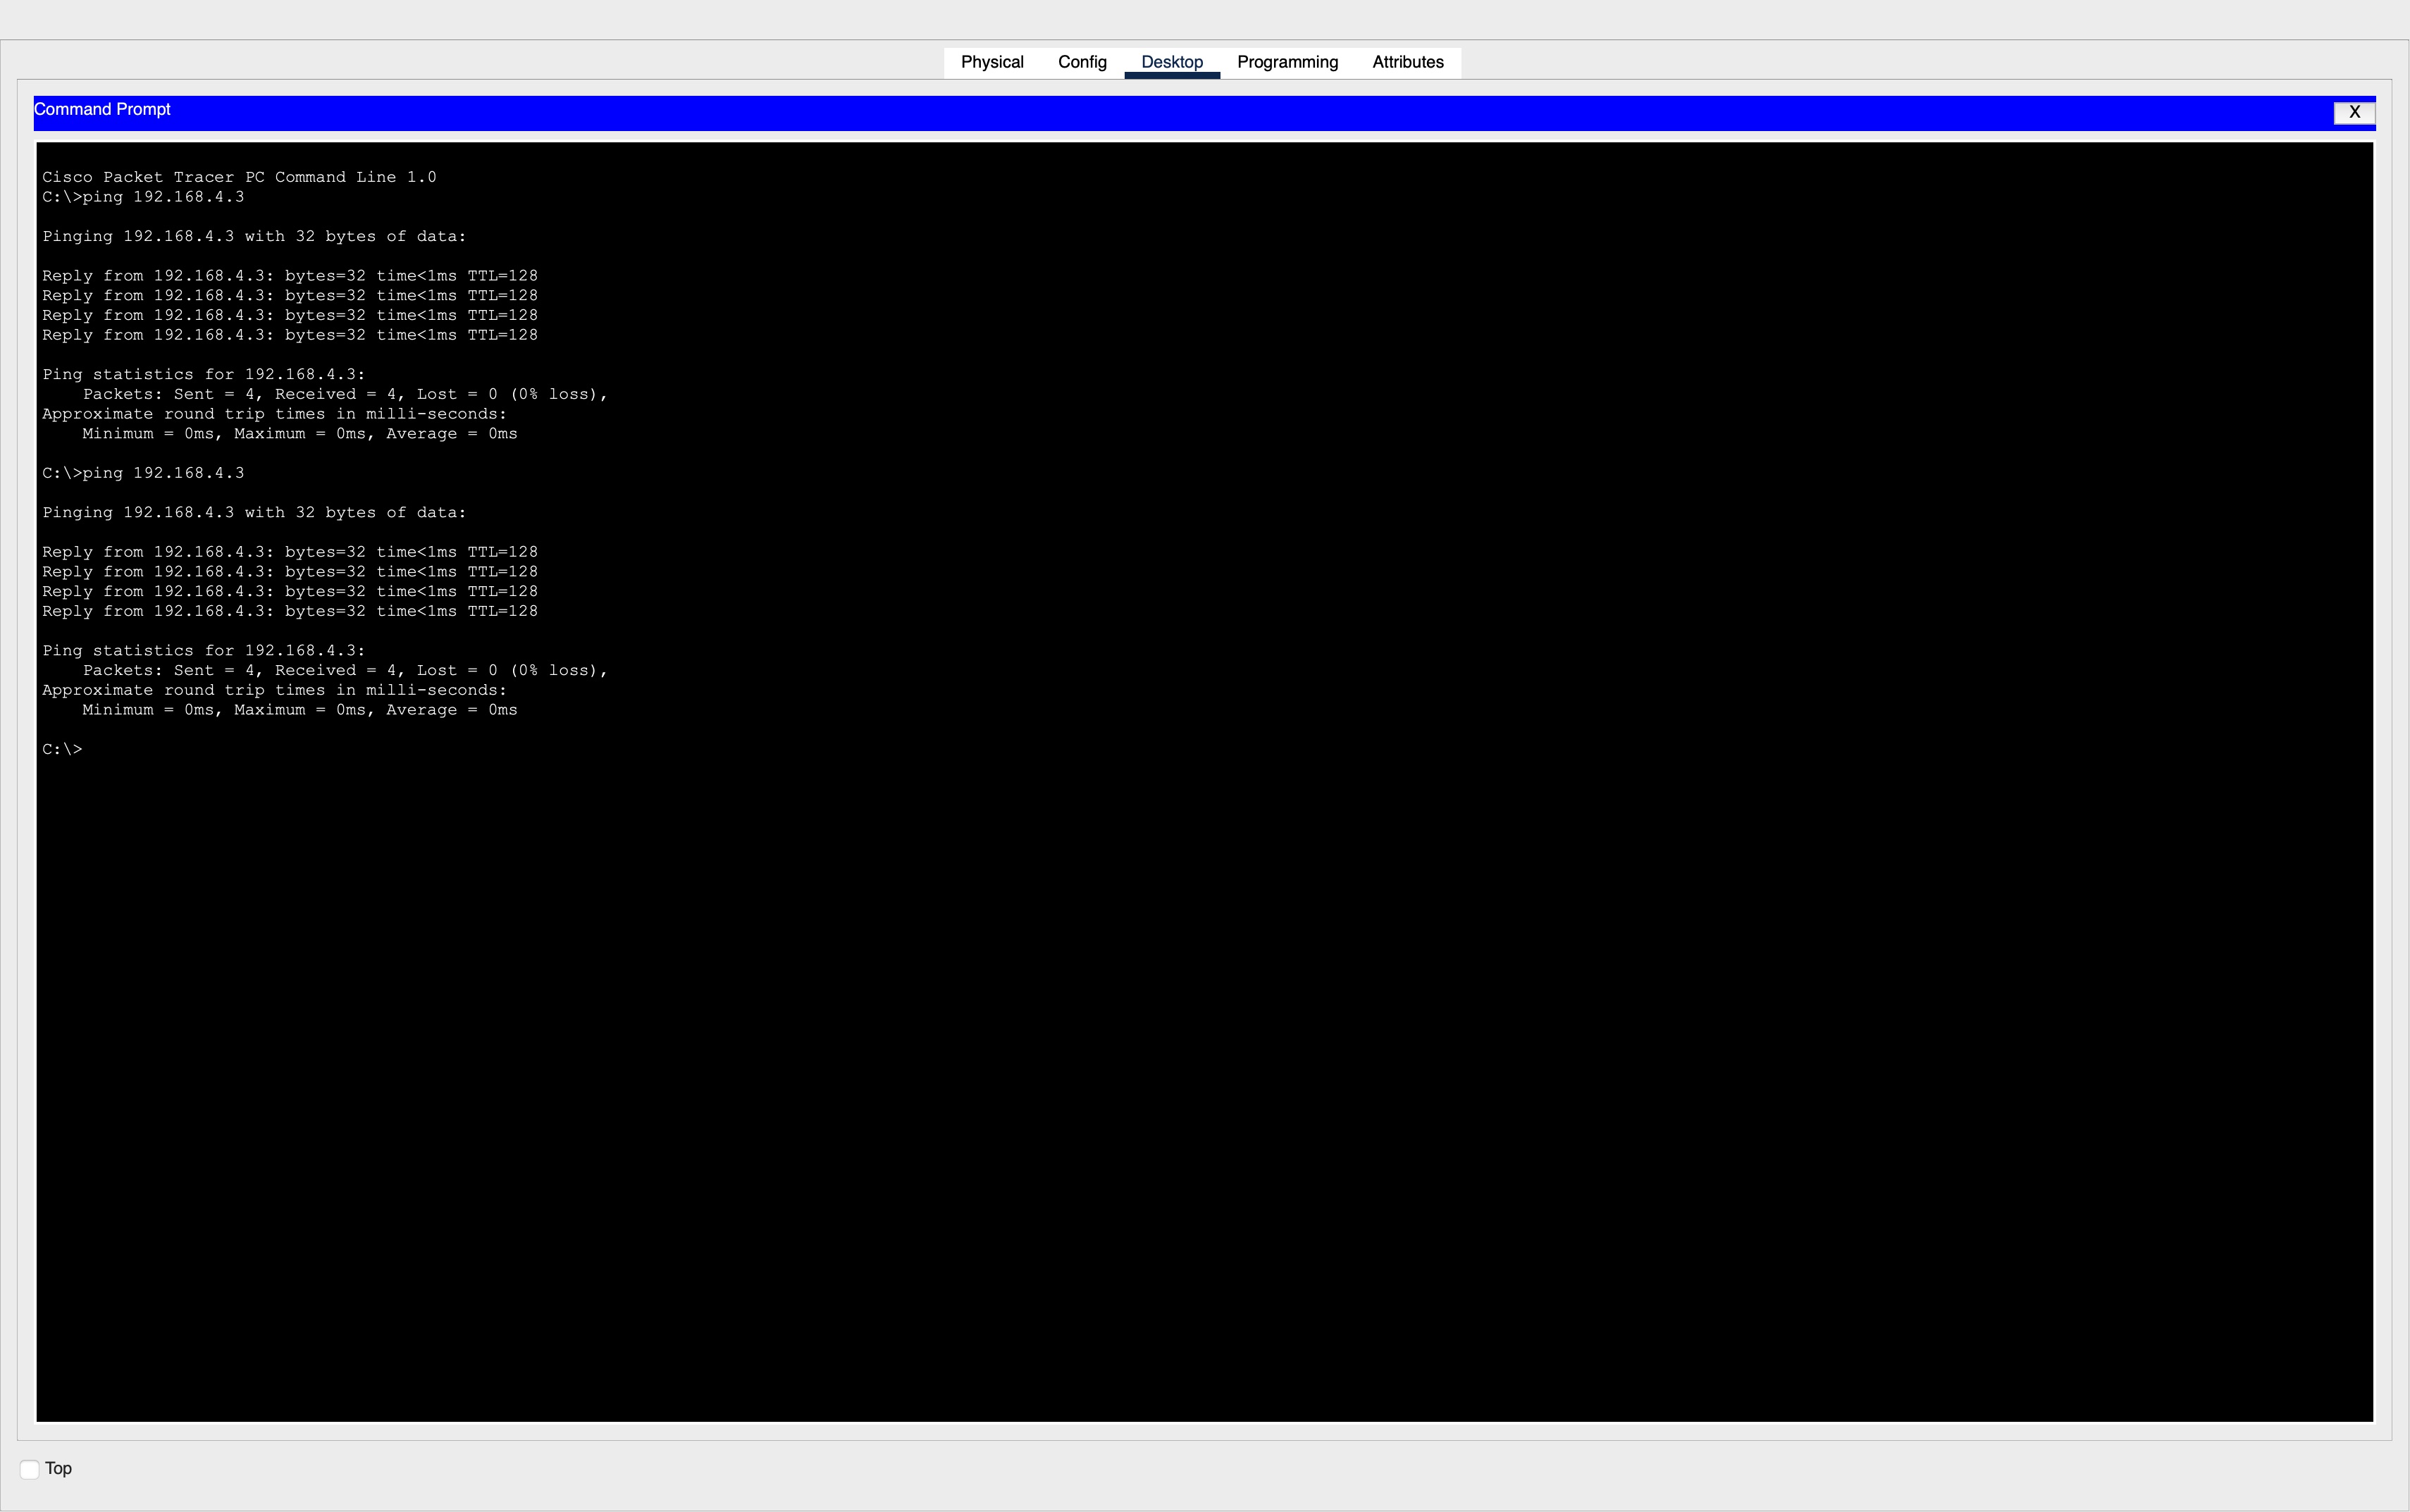 Physical Config Desktop Programming Attributes
Command Prompt
X
Cisco Packet Tracer PC Command Line 1.0
C:\>ping 192.168.4.3
Pinging 192.168.4.3 with 32 bytes of data:
Reply from 192.168.4.3: bytes=32 time<1ms TTL=128
Reply from 192.168.4.3: bytes=32 time<1ms TTL=128
Reply from 192.168.4.3: bytes=32 time<1ms TTL=128
Reply from 192.168.4.3: bytes=32 time<1ms TTL=128
Ping statistics for 192.168.4.3:
    Packets: Sent = 4, Received = 4, Lost = 0 (0% loss),
Approximate round trip times in milli-seconds:
    Minimum = 0ms, Maximum = 0ms, Average = 0ms
C:\>ping 192.168.4.3
Pinging 192.168.4.3 with 32 bytes of data:
Reply from 192.168.4.3: bytes=32 time<1ms TTL=128
Reply from 192.168.4.3: bytes=32 time<1ms TTL=128
Reply from 192.168.4.3: bytes=32 time<1ms TTL=128
Reply from 192.168.4.3: bytes=32 time<1ms TTL=128
Ping statistics for 192.168.4.3:
    Packets: Sent = 4, Received = 4, Lost = 0 (0% loss),
Approximate round trip times in milli-seconds:
    Minimum = 0ms, Maximum = 0ms, Average = 0ms
C:\>
Top